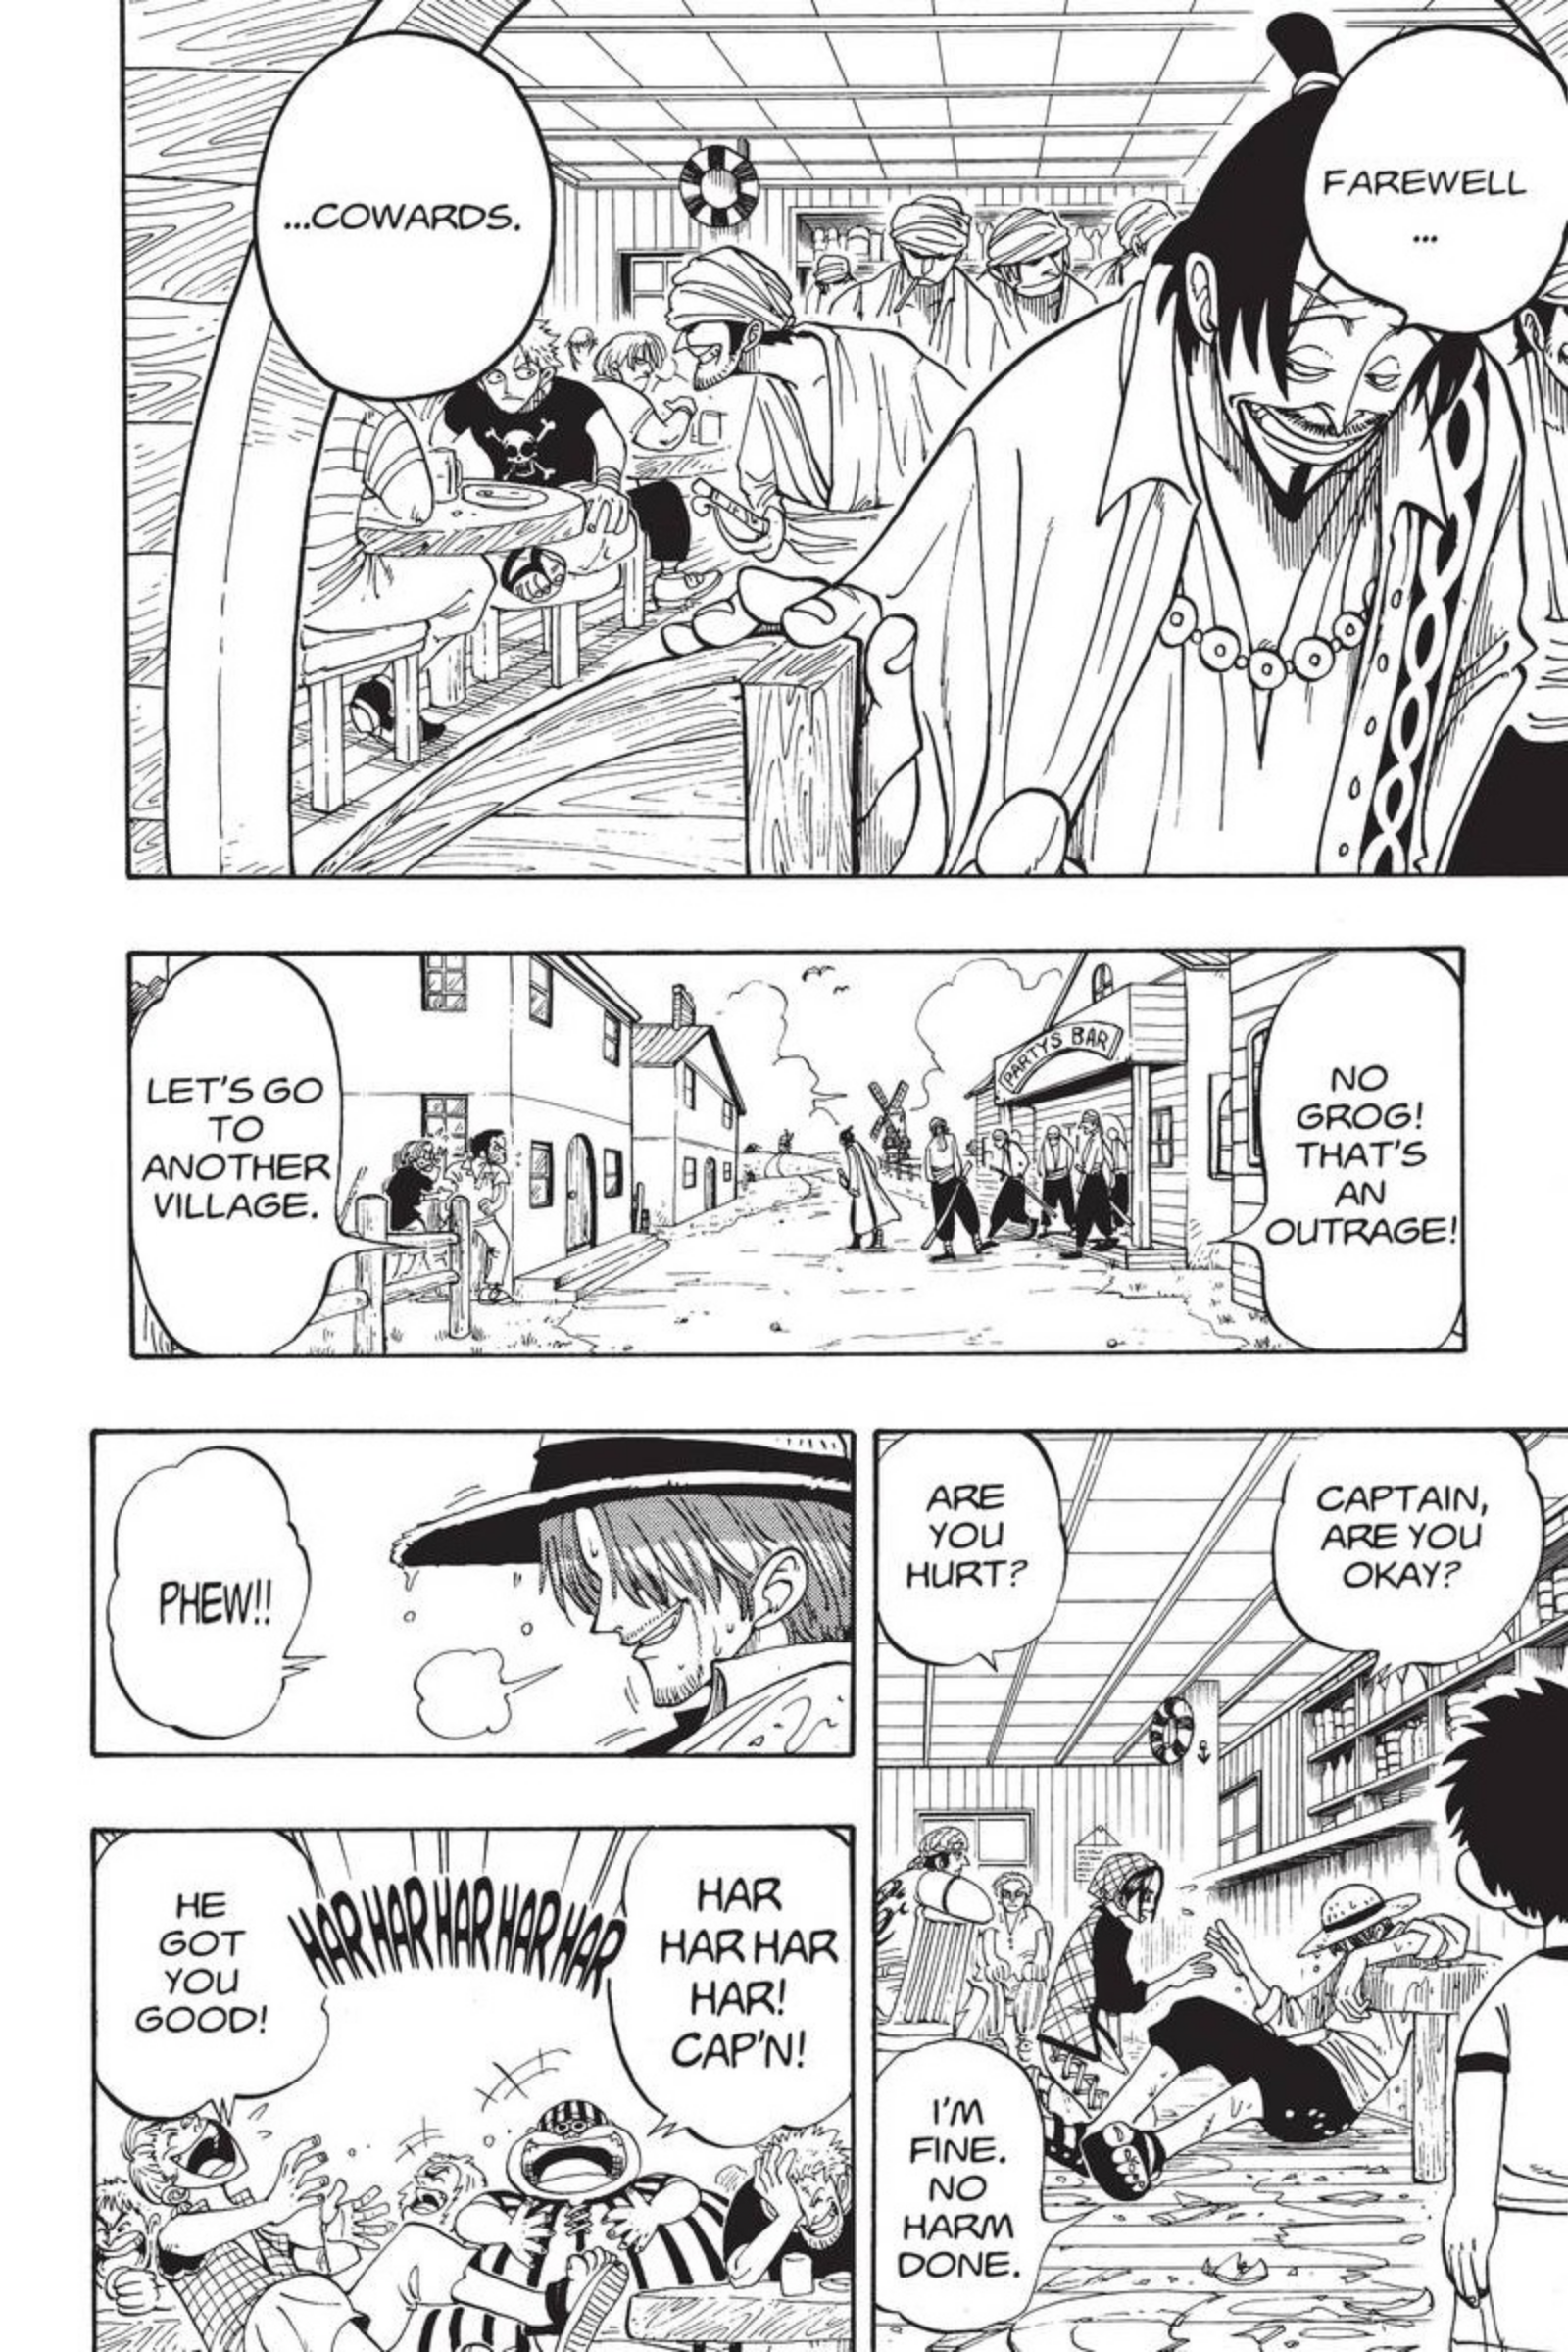 FAREWELL
...
...COWARDS.
NO
GROG!
THAT'S
AN
OUTRAGE!
PARTYS BAR
LET'S GO
TO
ANOTHER
VILLAGE.
CAPTAIN,
ARE YOU
OKAY?
ARE
YOU
HURT?
I'M
FINE.
NO
HARM
DONE.
PHEW!!
HAR
HAR HAR
HAR!
CAP'N!
HAR HAR HAR HAR HAR
HE
GOT
YOU
GOOD!